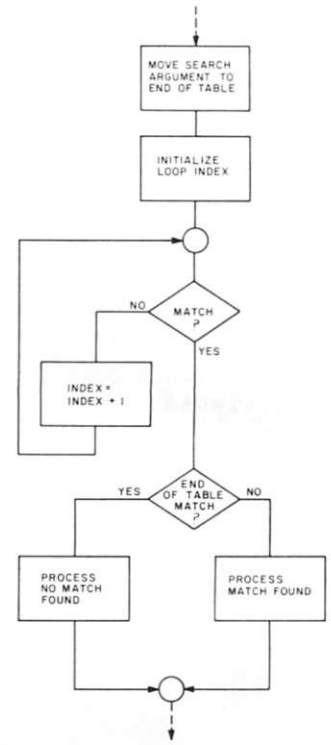 MOVE SEARCH
ARGUMENT TO
END OF TABLE
INITIALIZE
LOOP INDEX
MATCH
?
NO
YES
INDEX=
INDEX + 1
END
OF TABLE
MATCH
?
YES
NO
PROCESS
NO MATCH
FOUND
PROCESS
MATCH FOUND